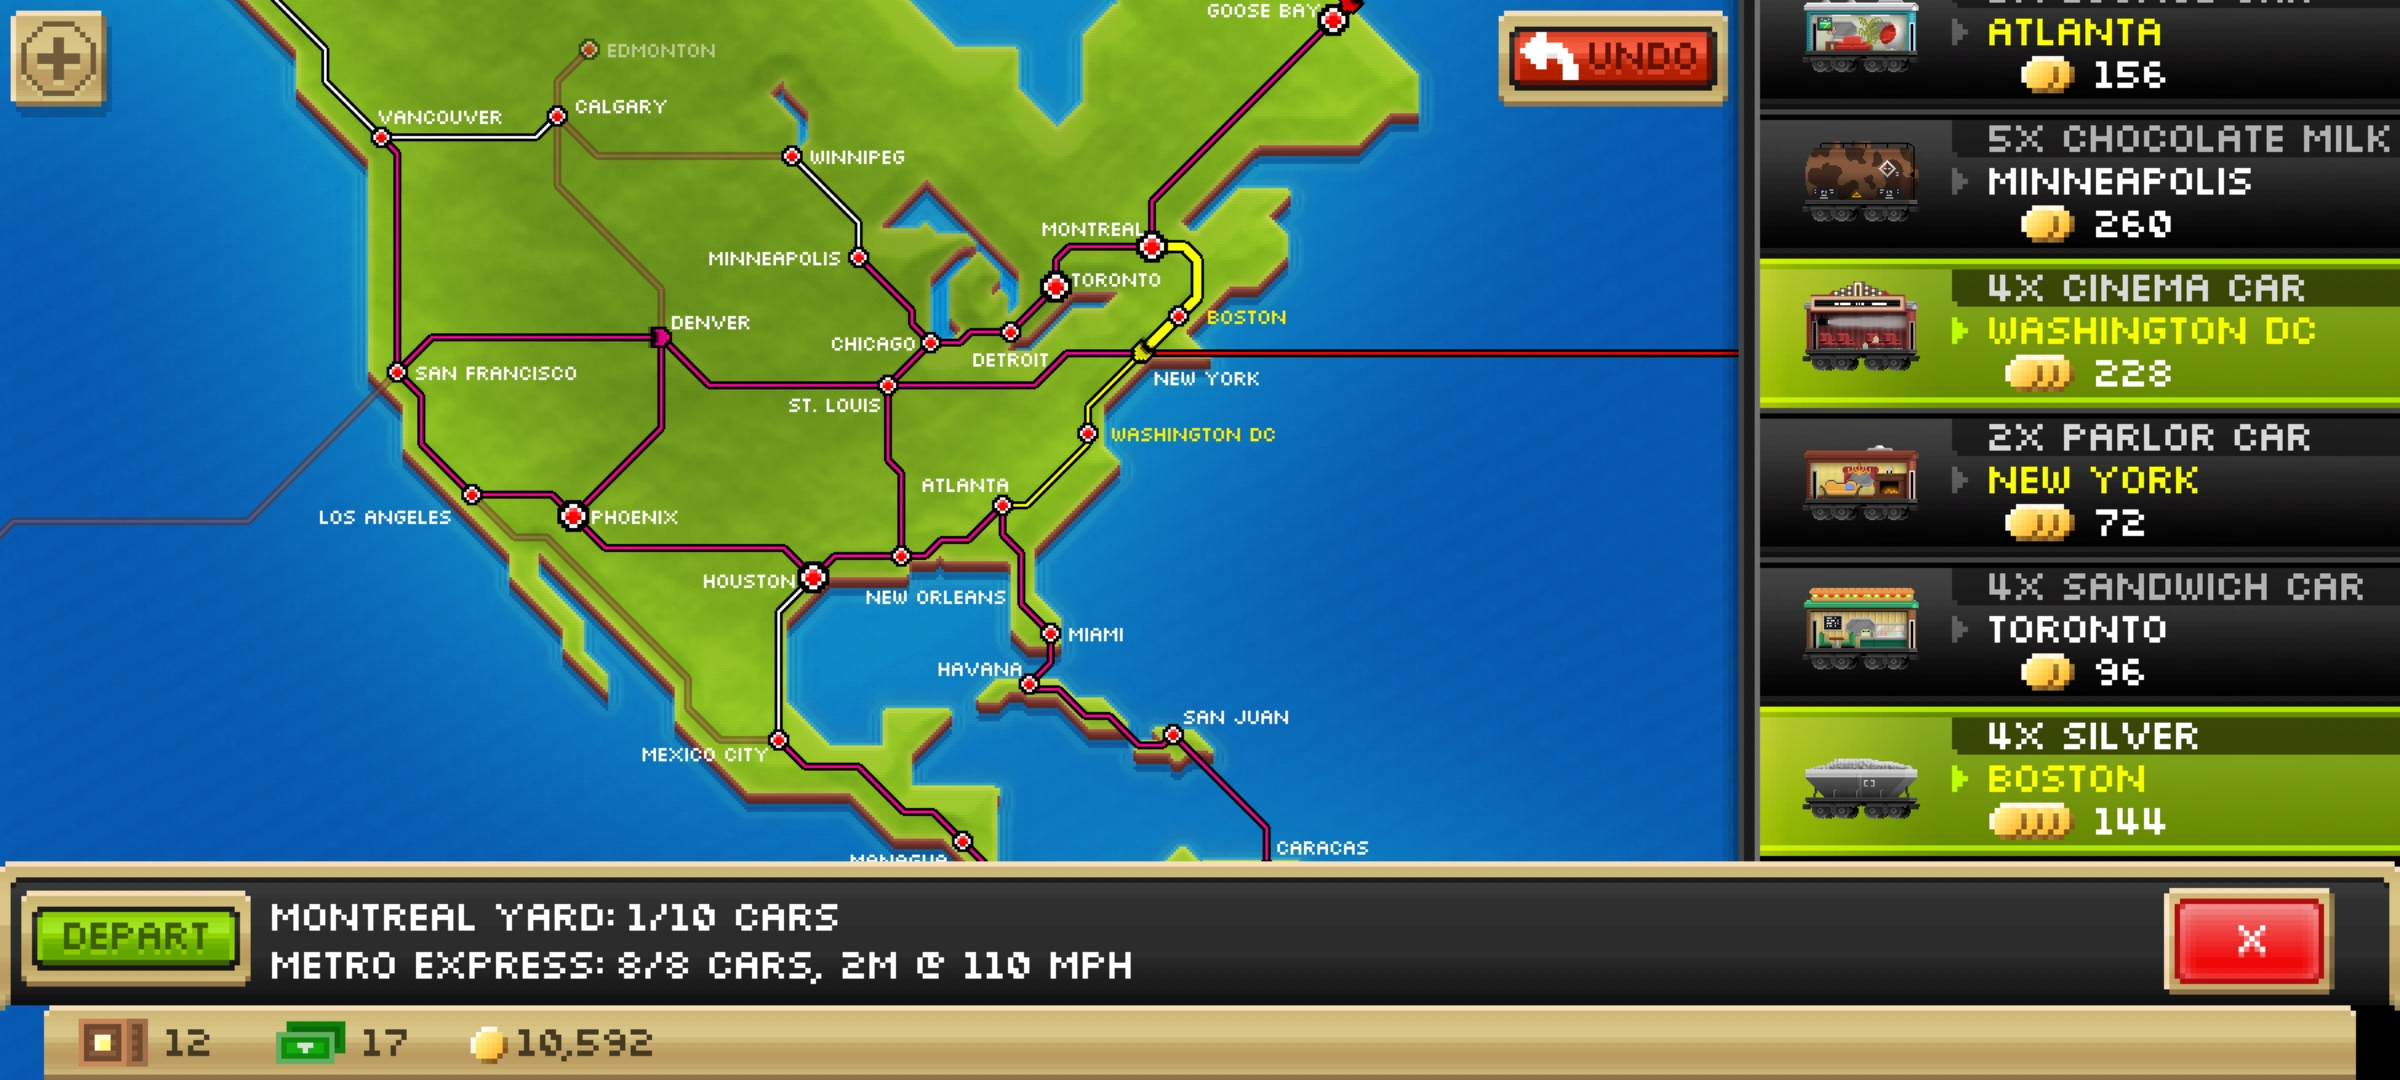 GOOSE BAY
UNDO
EDMONTON
CALGARY
VANCOUVER
WINNIPEG
MONTREAL
MINNEAPOLIS
TORONTO
BOSTON
DENVER
CHICAGO
DETROIT
SAN FRANCISCO
NEW YORK
ST. LOUIS
WASHINGTON DC
ATLANTA
LOS ANGELES
PHOENIX
HOUSTON
NEW ORLEANS
MIAMI
HAVANA
SAN JUAN
MEXICO CITY
CARACAS
MANAGUA
ATLANTA
156
5X CHOCOLATE MILK
MINNEAPOLIS
260
4X CINEMA CAR
WASHINGTON DC
228
2X PARLOR CAR
NEW YORK
72
4X SANDWICH CAR
TORONTO
96
4X SILVER
BOSTON
144
DEPART
MONTREAL YARD: 1/10 CARS
METRO EXPRESS: 8/8 CARS, 2M @ 110 MPH
X
12
17
10,592